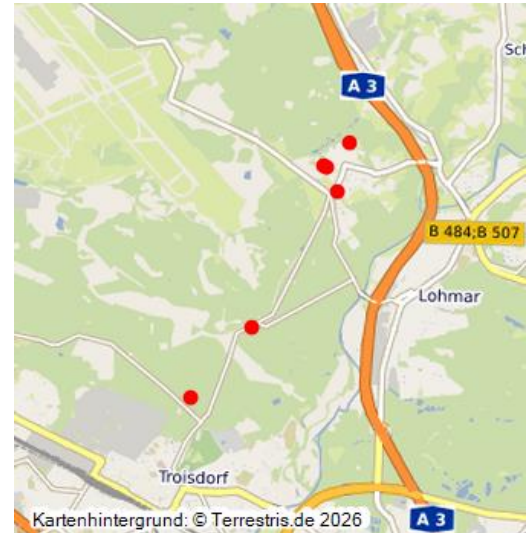 Sch
A 3
B 484;B 507
Lohmar
Troisdorf
Kartenhintergrund: © Terrestris.de 2026
A 3